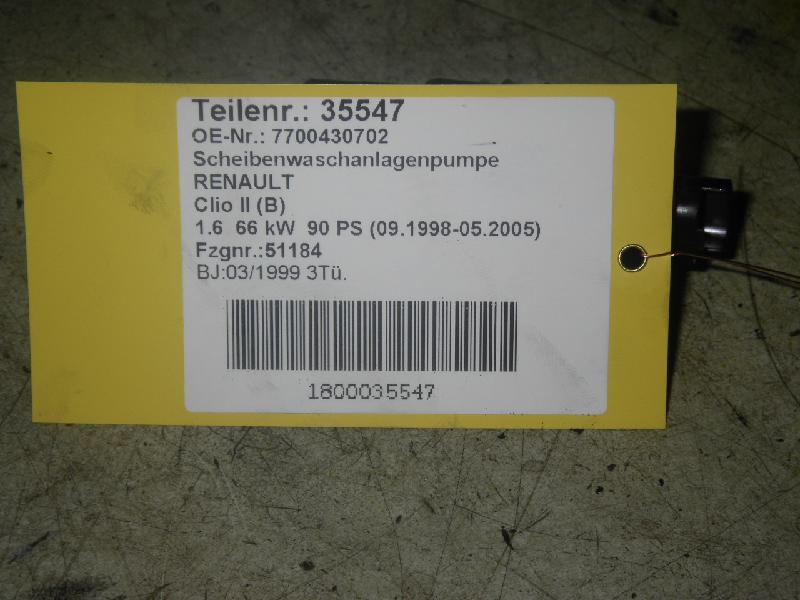 Teilenr.: 35547
OE-Nr.: 7700430702
Scheibenwaschanlagenpumpe
RENAULT
Clio II (B)
1.6 66 kW 90 PS (09.1998-05.2005)
Fzgnr.:51184
BJ:03/1999 3Tü.
1800035547